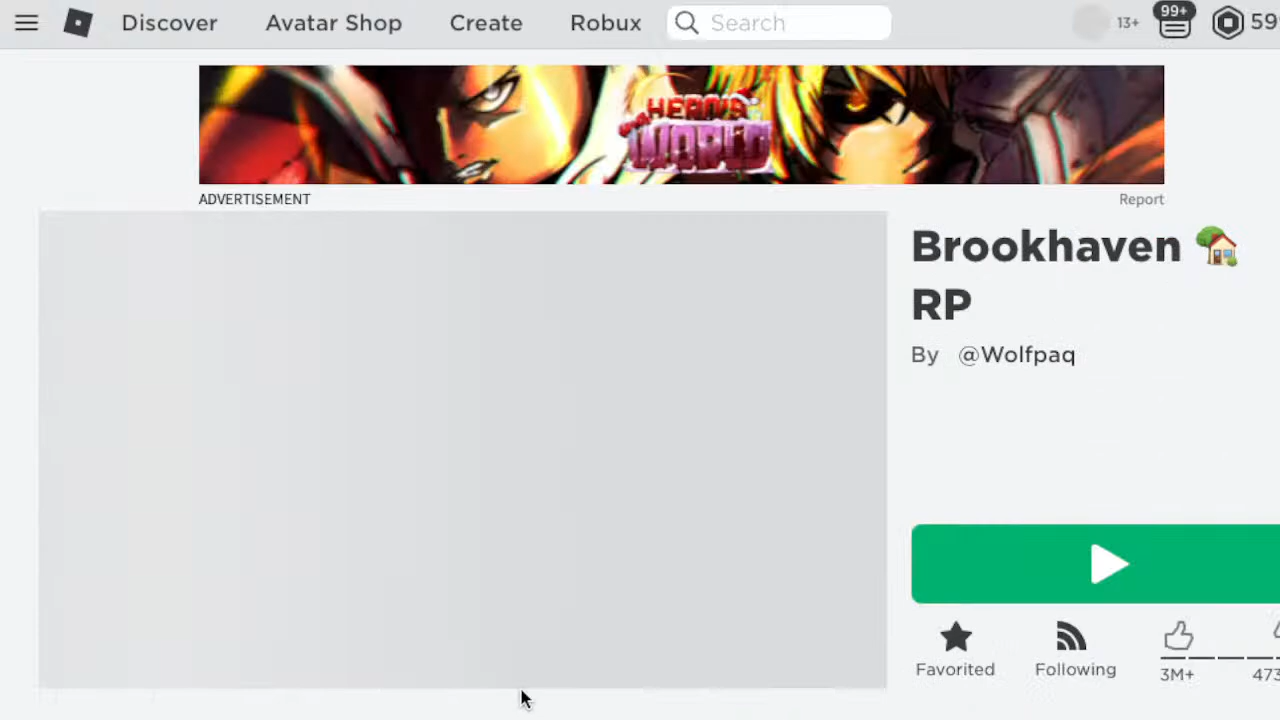 Discover Avatar Shop Create Robux Search 13+ 99+ 59
HERO'S
WORLD
ADVERTISEMENT Report
Brookhaven
RP
By @Wolfpaq
Favorited Following 3M+ 473